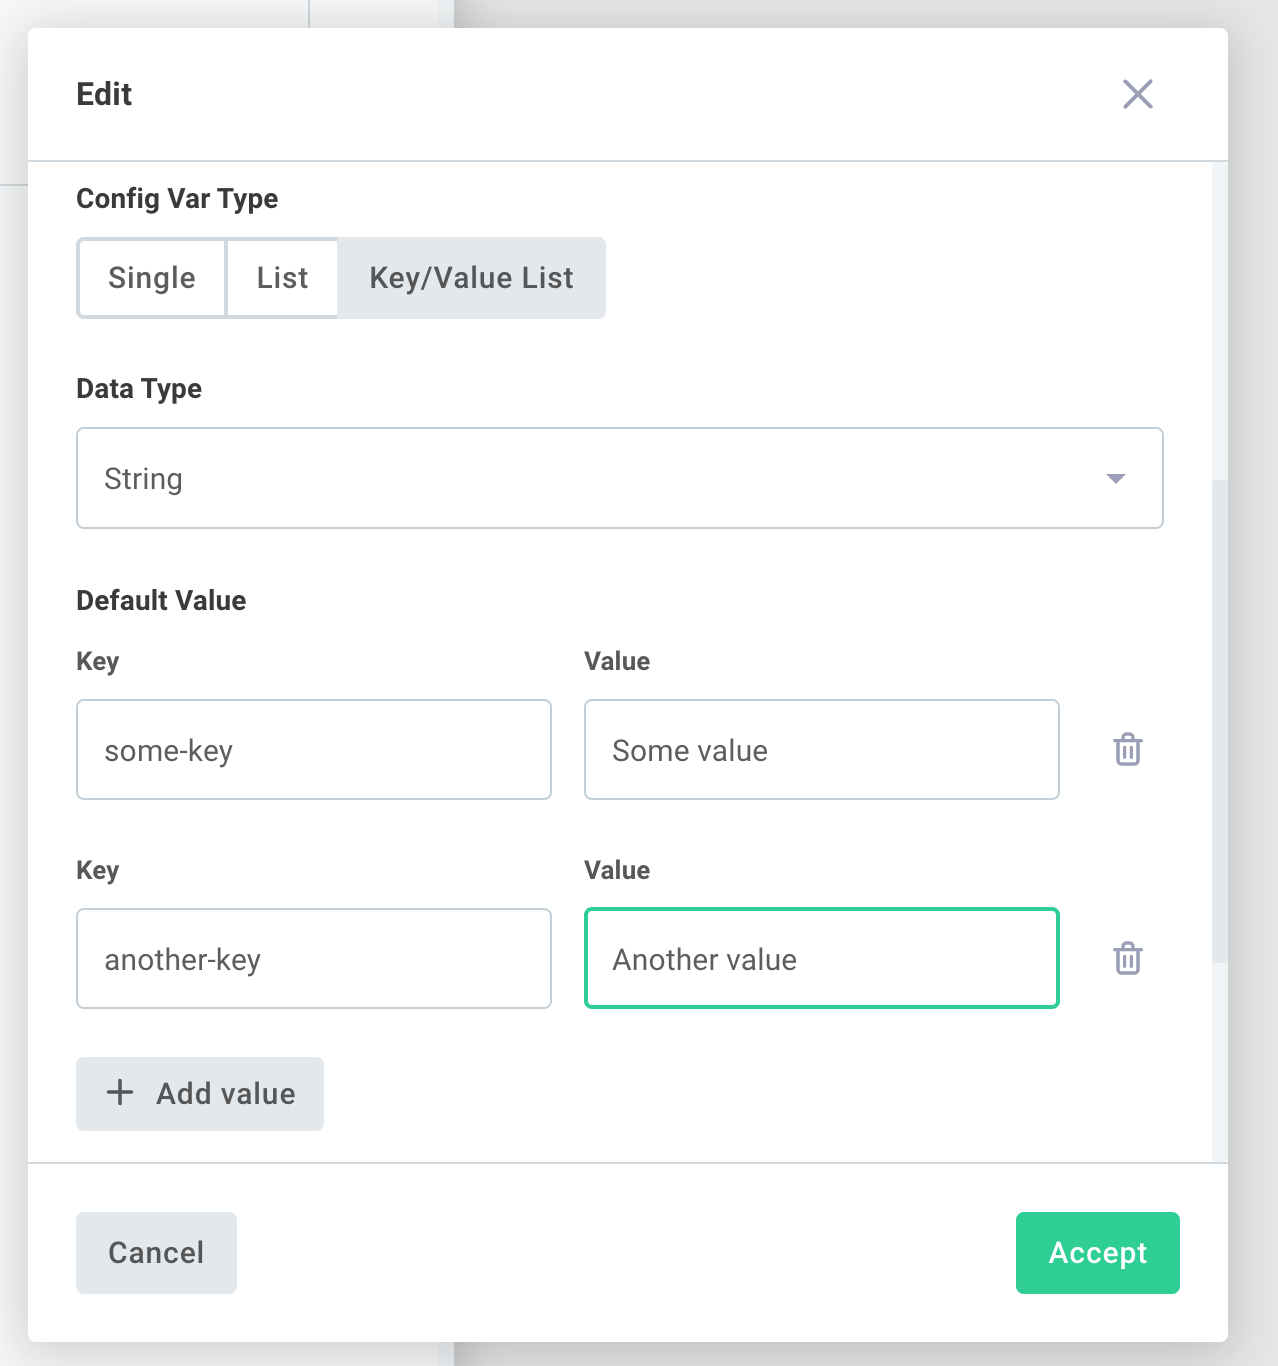 Edit
Config Var Type
Single List Key/Value List
Data Type
String
Default Value
Key Value
some-key Some value
Key Value
another-key Another value
Add value
Cancel Accept